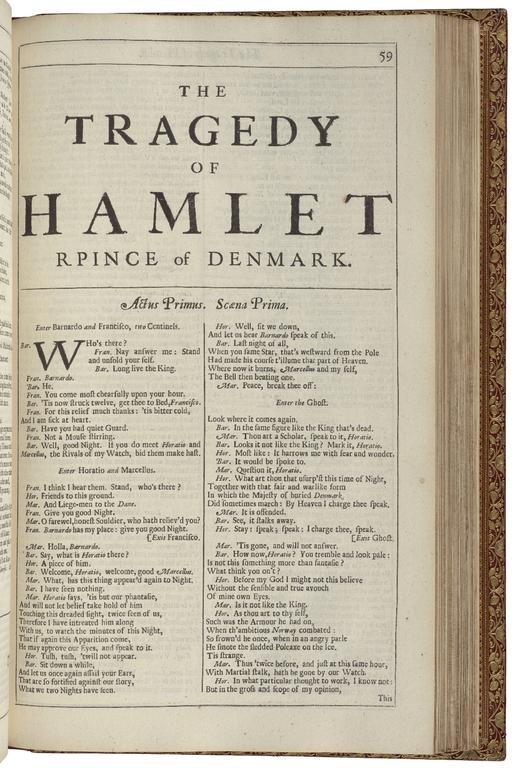 59
THE
TRAGEDY
OF
HAMLET
RPINCE of DENMARK.
Actus Primus. Scæna Prima.
Enter Barnardo and Francisco, two Centinels.
Bar. WHo's there?
Fran. Nay answer me: Stand
and unfold your self.
Bar. Long live the King.
Fran. Barnardo.
Bar. He.
Fran. You come most chearfully upon your hour.
Bar. 'Tis now struck twelve, get thee to Bed, Francisco.
Fran. For this relief much thanks: 'tis bitter cold,
And I am sick at heart.
Bar. Have you had quiet Guard.
Fran. Not a Mouse stirring.
Bar. Well, good Night. If you do meet Horatio and
Marcellus, the Rivals of my Watch, bid them make hast.
Enter Horatio and Marcellus.
Fran. I think I hear them. Stand, who's there?
Hor. Friends to this ground.
Mar. And Liege-men to the Dane.
Fran. Give you good Night.
Mar. O farewel, honest Souldier, who hath reliev'd you?
Fran. Barnardo has my place: give you good Night.
[Exit Francisco.
Mar. Holla, Barnardo.
Bar. Say, what is Horatio there?
Hor. A piece of him.
Bar. Welcome, Horatio, welcome, good Marcellus.
Mar. What, has this thing appear'd again to Night.
Bar. I have seen nothing.
Mar. Horatio says, 'tis but our phantasie,
And will not let belief take hold of him
Touching this dreaded sight, twice seen of us,
Therefore I have intreated him along
With us, to watch the minutes of this Night,
That if again this Apparition come,
He may approve our Eyes, and speak to it.
Hor. Tush, tush, 'twill not appear.
Bar. Sit down a while,
And let us once again assail your Ears,
That are so fortified against our story,
What we two Nights have seen.
Hor. Well, sit we down,
And let us hear Barnardo speak of this.
Bar. Last night of all,
When yon same Star, that's westward from the Pole
Had made his course t'illume that part of Heaven.
Where now it burns, Marcellus and my self,
The Bell then beating one.
Mar. Peace, break thee off:
Enter the Ghost.
Look where it comes again.
Bar. In the same figure like the King that's dead.
Mar. Thou art a Scholar, speak to it, Horatio.
Bar. Looks it not like the King? Mark it, Horatio.
Hor. Most like: It harrows me with fear and wonder.
Bar. It would be spoke to.
Mar. Question it, Horatio.
Hor. What art thou that usurp'st this time of Night,
Together with that fair and warlike form
In which the Majesty of buried Denmark,
Did sometimes march: By Heaven I charge thee speak,
Mar. It is offended.
Bar. See, it stalks away.
Hor. Stay: speak; speak: I charge thee, speak.
[Exit Ghost.
Mar. 'Tis gone, and will not answer.
Bar. How now, Horatio? You tremble and look pale:
Is not this something more than fantasie?
What think you on't?
Hor. Before my God I might not this believe
Without the sensible and true avouch
Of mine own Eyes.
Mar. Is it not like the King.
Hor. As thou art to thy self,
Such was the Armour he had on,
When th'ambitious Norway combated:
So frown'd he once, when in an angry parle
He smote the sledded Poleaxe on the Ice.
'Tis strange.
Mar. Thus 'twice before, and just at this same hour,
With Martial stalk, hath he gone by our Watch.
Hor. In what particular thought to work, I know not:
But in the gross and scope of my opinion,
This